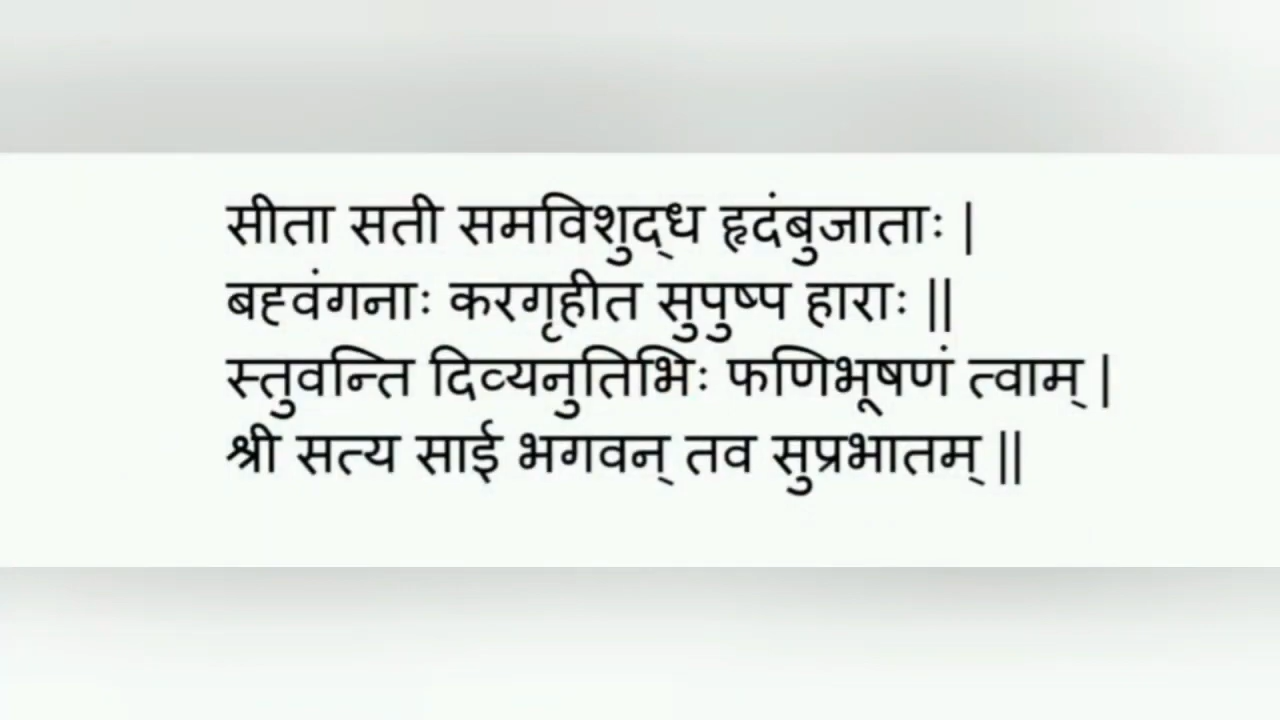 सीता सती समविशुद्ध हृदंबुजाताः |
बह्वंगनाः करगृहीत सुपुष्प हाराः ||
स्तुवन्ति दिव्यनुतिभिः फणिभूषणं त्वाम् |
श्री सत्य साई भगवन् तव सुप्रभातम् ||